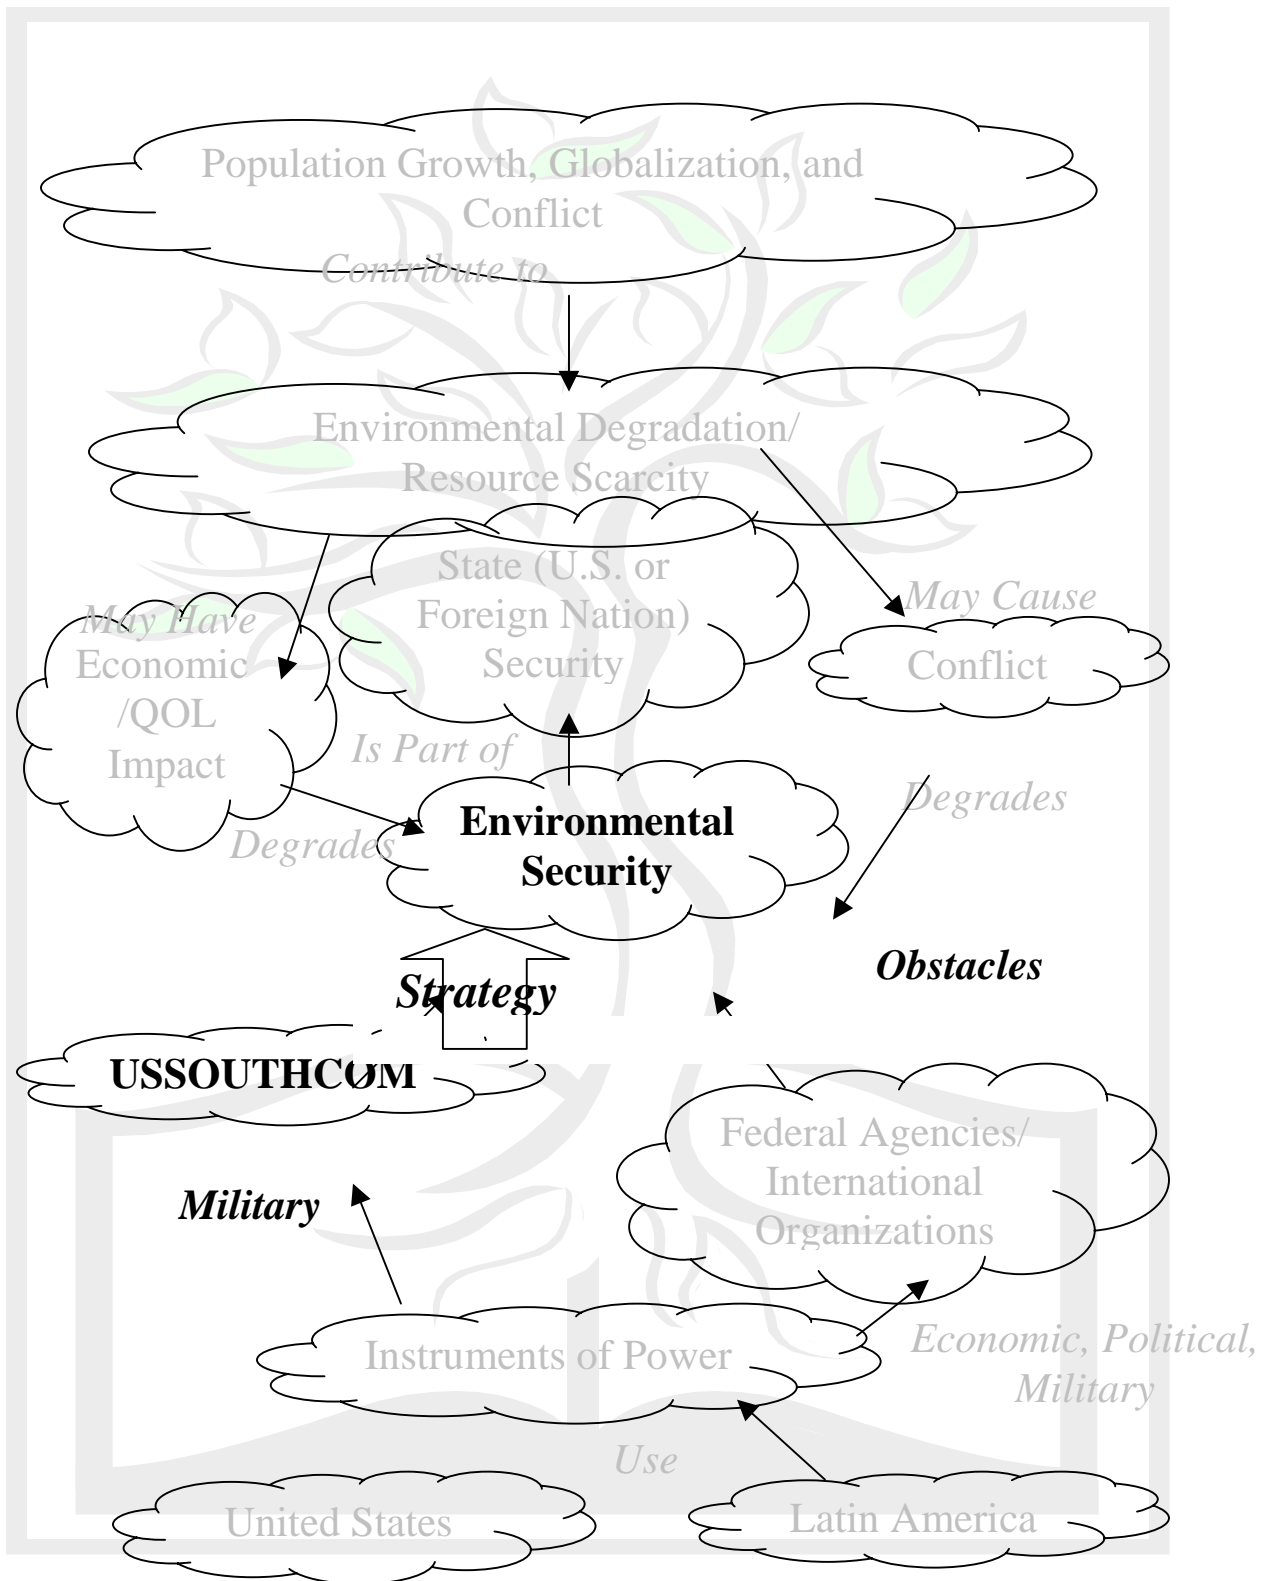 Population Growth, Globalization, and
Conflict
Contribute to
Environmental Degradation/
Resource Scarcity
State (U.S. or
Foreign Nation)
Security
May Have
Economic
/QOL
Impact
May Cause
Conflict
Is Part of
Degrades
Degrades
Environmental
Security
Strategy
Obstacles
USSOUTHCOM
Federal Agencies/
International
Organizations
Military
Instruments of Power
Economic, Political,
Military
Use
United States
Latin America